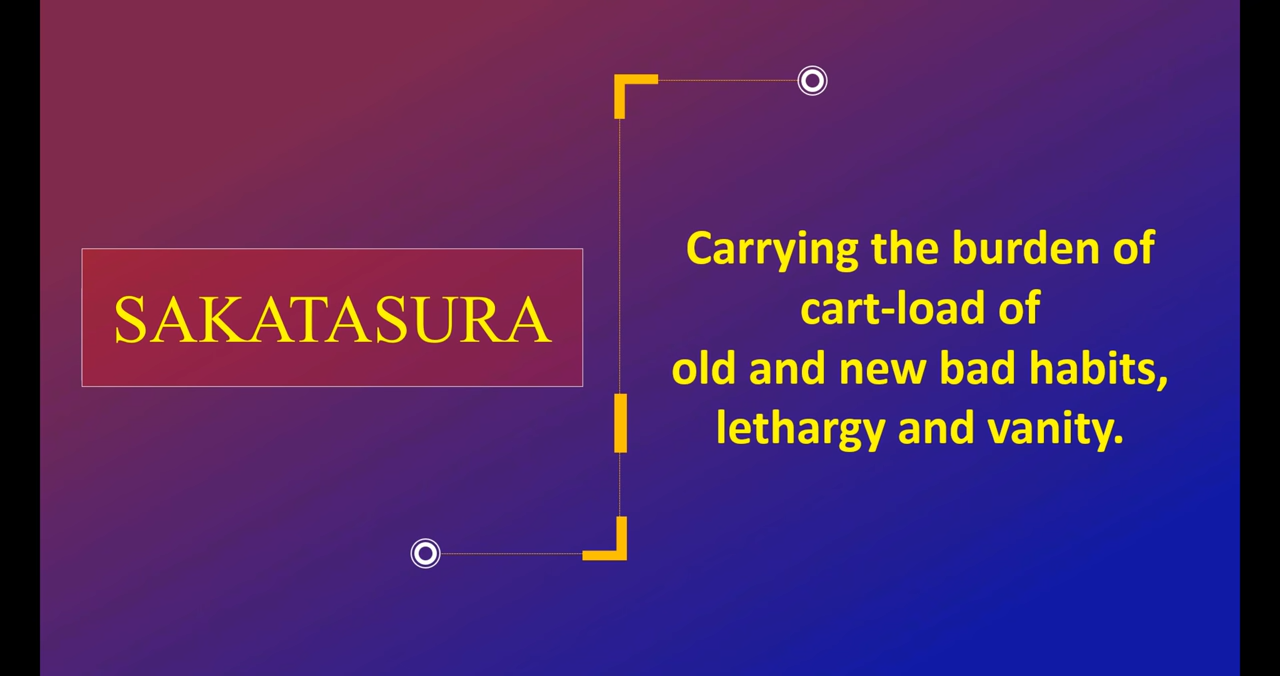 SAKATASURA
Carrying the burden of
cart-load of
old and new bad habits,
lethargy and vanity.